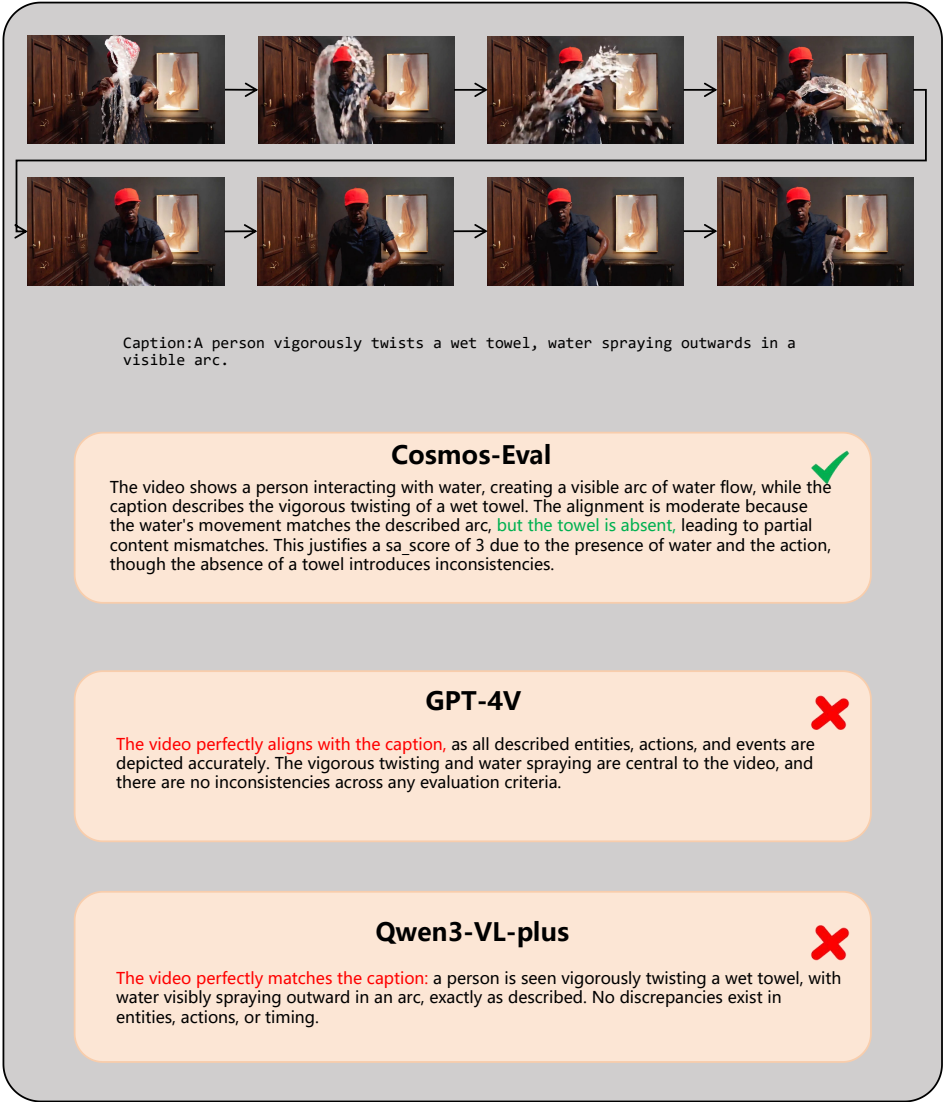 Caption:A person vigorously twists a wet towel, water spraying outwards in a
visible arc.
Cosmos-Eval
The video shows a person interacting with water, creating a visible arc of water flow, while the
caption describes the vigorous twisting of a wet towel. The alignment is moderate because
the water's movement matches the described arc, but the towel is absent, leading to partial
content mismatches. This justifies a sa_score of 3 due to the presence of water and the action,
though the absence of a towel introduces inconsistencies.
GPT-4V
The video perfectly aligns with the caption, as all described entities, actions, and events are
depicted accurately. The vigorous twisting and water spraying are central to the video, and
there are no inconsistencies across any evaluation criteria.
Qwen3-VL-plus
The video perfectly matches the caption: a person is seen vigorously twisting a wet towel, with
water visibly spraying outward in an arc, exactly as described. No discrepancies exist in
entities, actions, or timing.